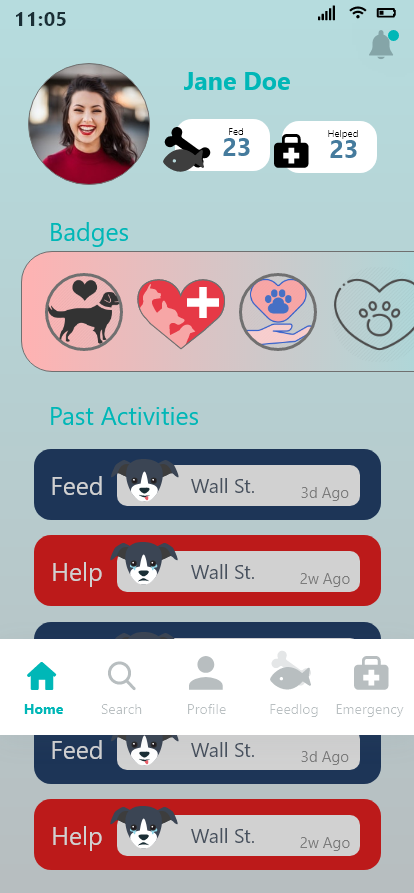 11:05
Jane Doe
Fed
23
Helped
23
Badges
Past Activities
Feed
Wall St.
3d Ago
Help
Wall St.
2w Ago
Home
Search
Profile
Feedlog
Emergency
Feed
Wall St.
3d Ago
Help
Wall St.
2w Ago